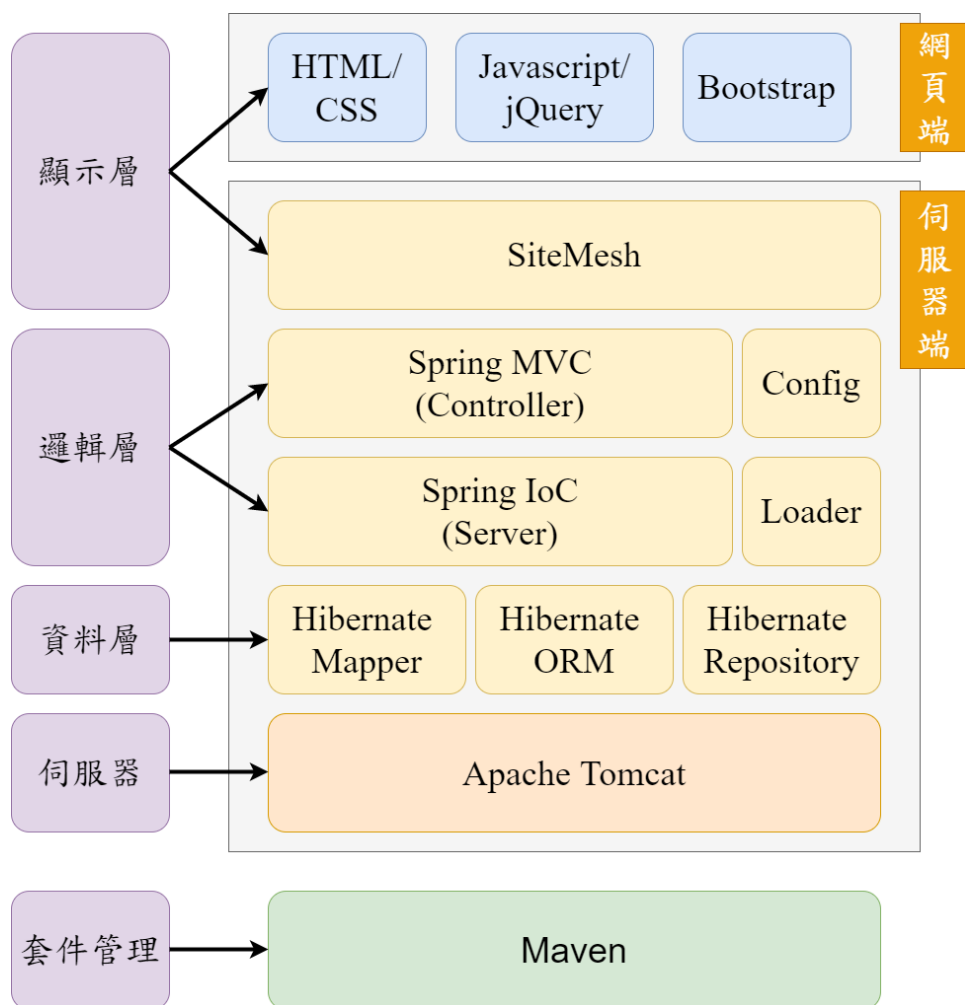 顯示層
HTML/
CSS
Javascript/
jQuery
Bootstrap
網頁端
SiteMesh
伺服器端
邏輯層
Spring MVC
(Controller)
Config
Spring IoC
(Server)
Loader
資料層
Hibernate
Mapper
Hibernate
ORM
Hibernate
Repository
伺服器
Apache Tomcat
套件管理
Maven